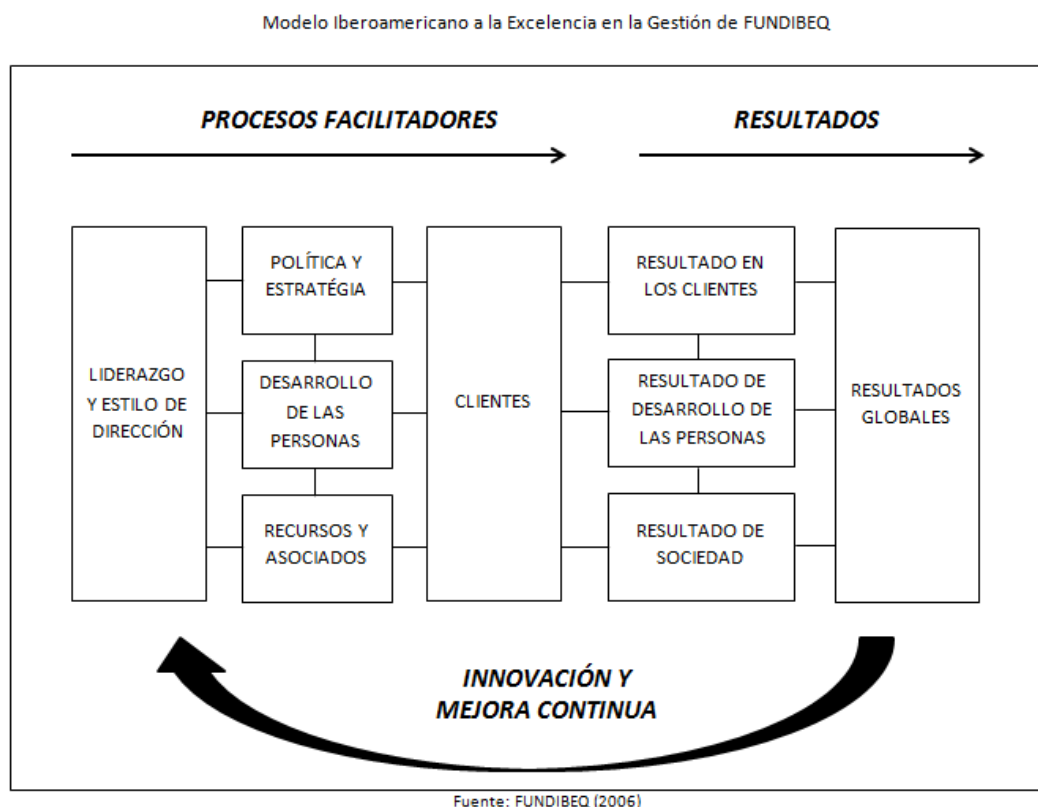 Modelo Iberoamericano a la Excelencia en la Gestión de FUNDIBEQ
PROCESOS FACILITADORES
RESULTADOS
LIDERAZGO
Y ESTILO DE
DIRECCIÓN
POLÍTICA Y
ESTRATÉGIA
DESARROLLO
DE LAS
PERSONAS
RECURSOS Y
ASOCIADOS
CLIENTES
RESULTADO EN
LOS CLIENTES
RESULTADO DE
DESARROLLO DE
LAS PERSONAS
RESULTADO DE
SOCIEDAD
RESULTADOS
GLOBALES
INNOVACIÓN Y
MEJORA CONTINUA
Fuente: FUNDIBEQ (2006)